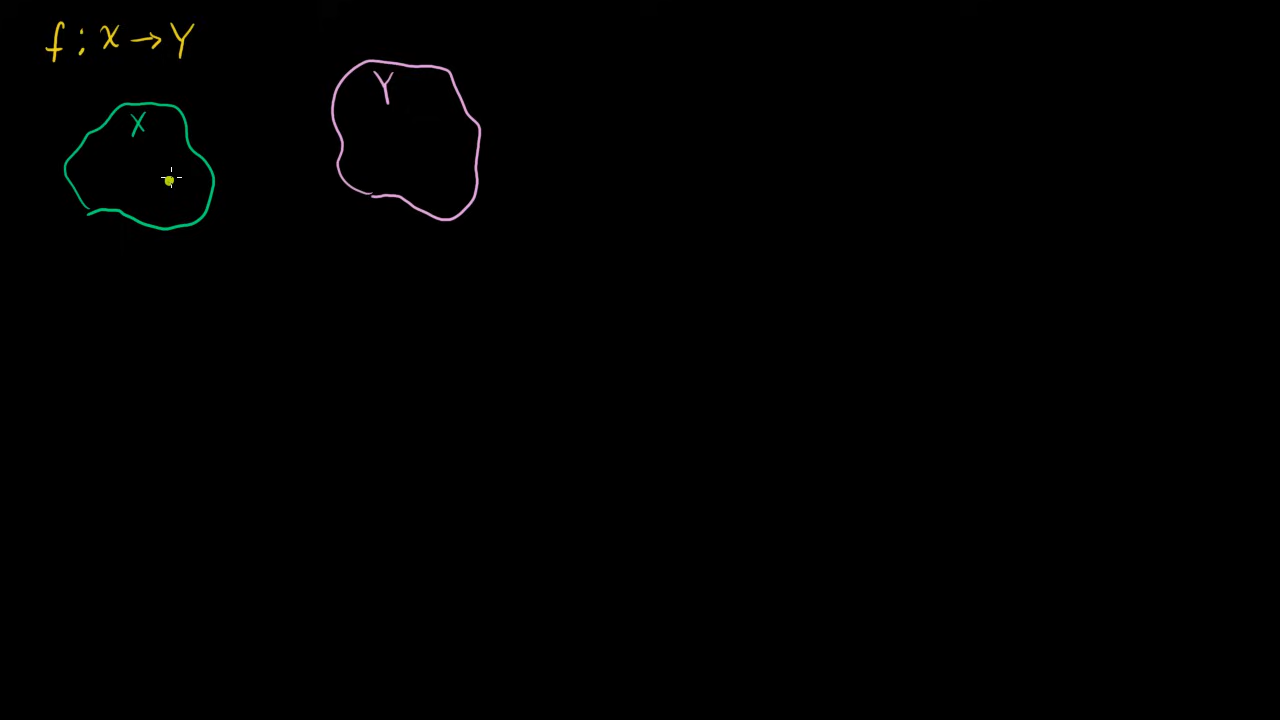 f : X → Y
X
Y